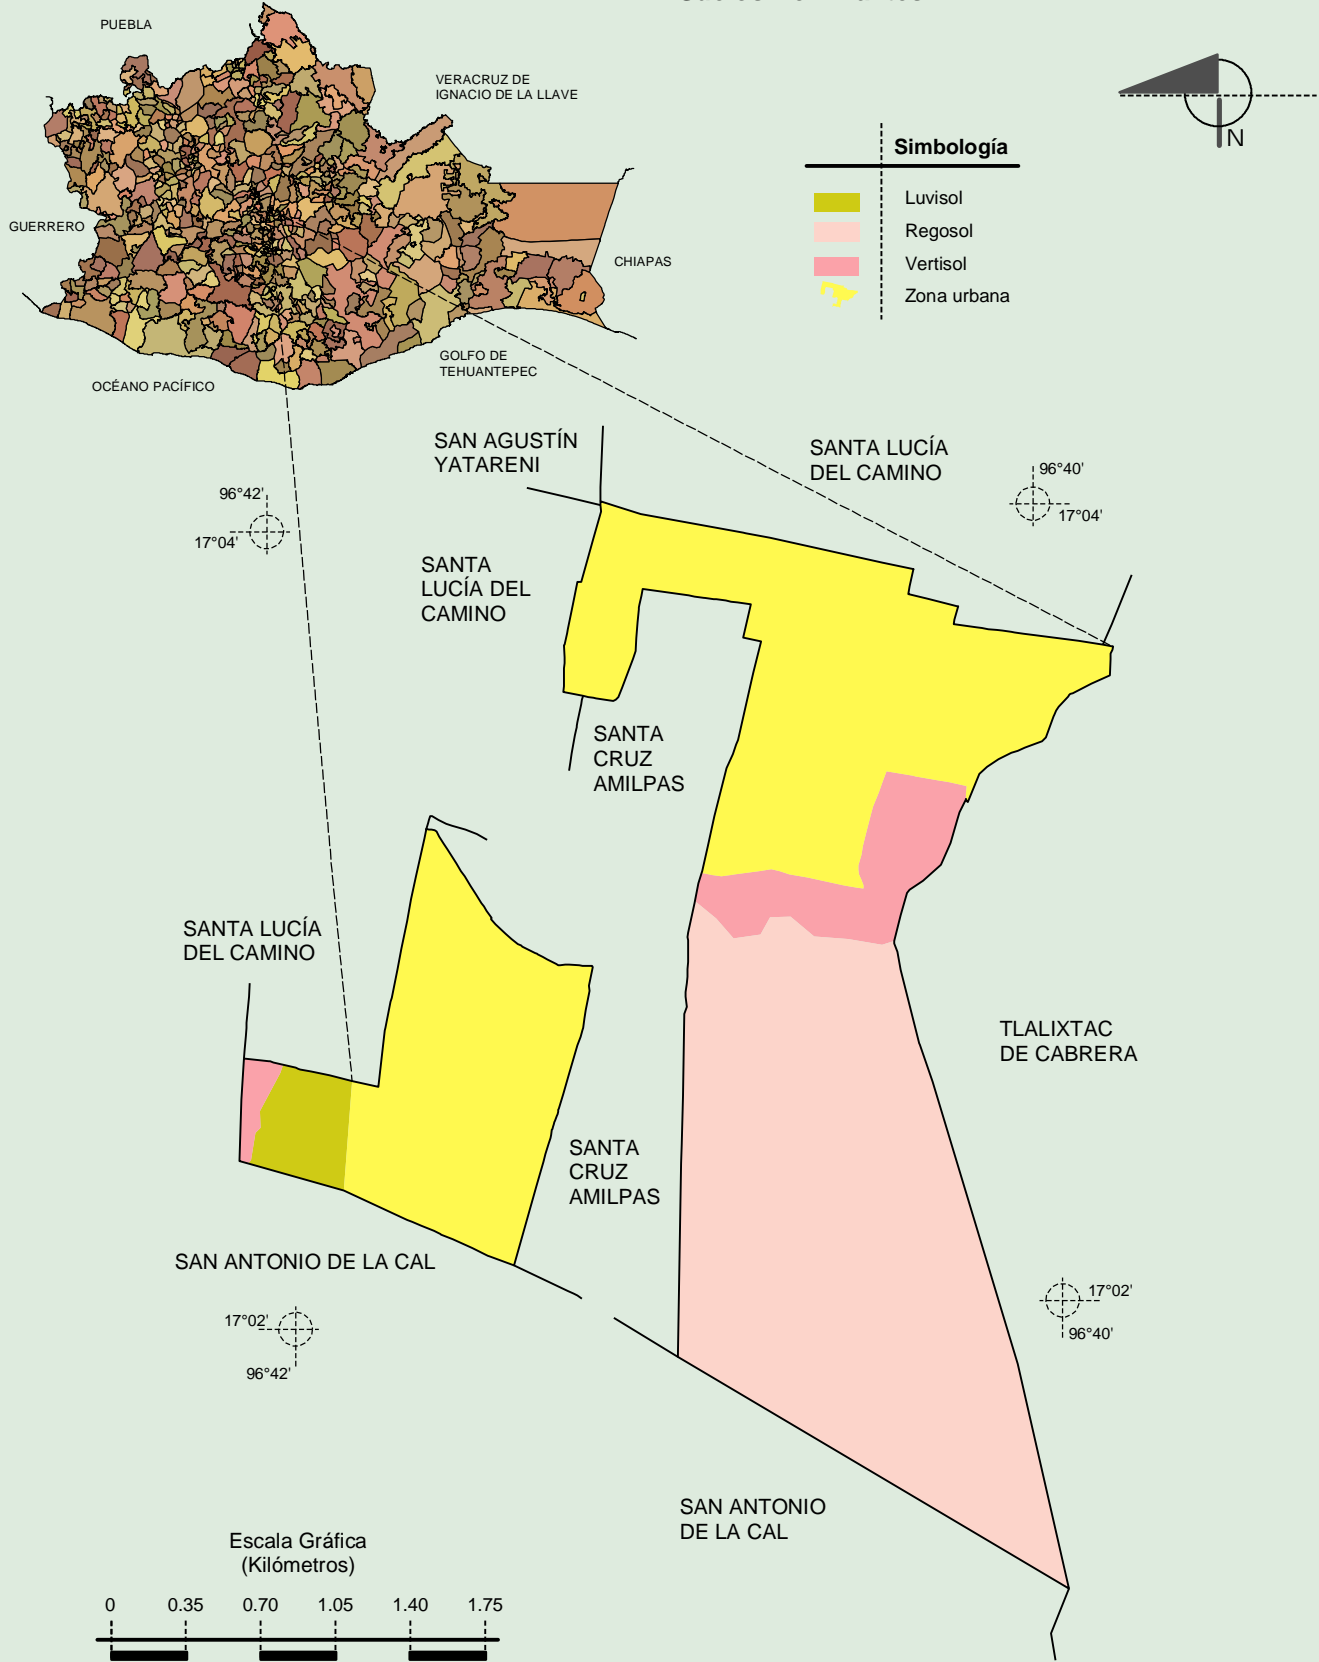 PUEBLA
VERACRUZ DE
IGNACIO DE LA LLAVE
N
Simbología
Luvisol
Regosol
Vertisol
Zona urbana
GUERRERO
CHIAPAS
GOLFO DE
TEHUANTEPEC
OCÉANO PACÍFICO
SAN AGUSTÍN
YATARENI
SANTA LUCÍA
DEL CAMINO
96°42'
17°04'
96°40'
17°04'
SANTA
LUCÍA DEL
CAMINO
SANTA
CRUZ
AMILPAS
SANTA LUCÍA
DEL CAMINO
TLALIXTAC
DE CABRERA
SANTA
CRUZ
AMILPAS
SAN ANTONIO DE LA CAL
17°02'
96°42'
17°02'
96°40'
SAN ANTONIO
DE LA CAL
Escala Gráfica
(Kilómetros)
0 0.35 0.70 1.05 1.40 1.75